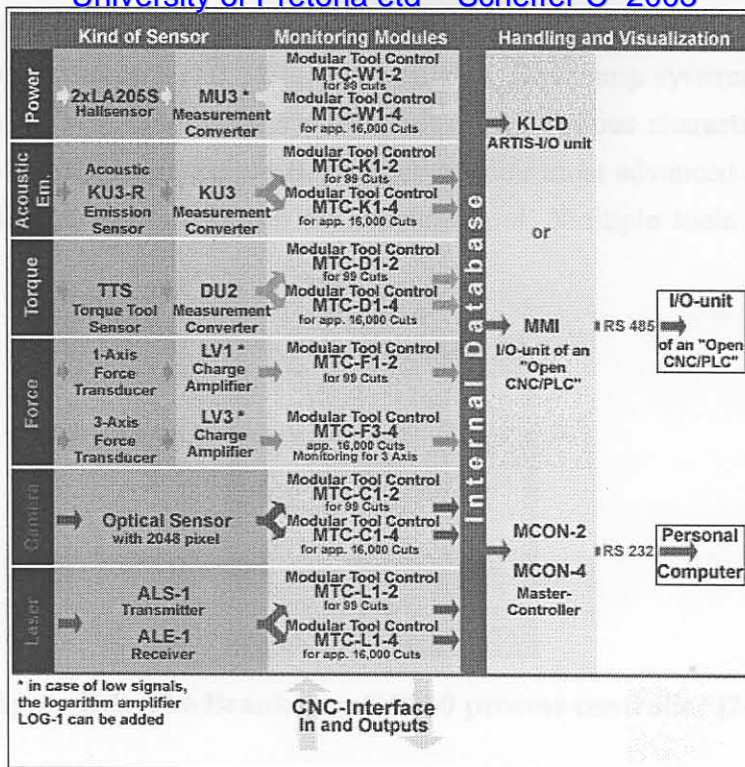 University of Pretoria etd – Scheffer C 2003
Kind of Sensor
Monitoring Modules
Handling and Visualization
Power
2xLA205S
Hallsensor
MU3 *
Measurement
Converter
Modular Tool Control
MTC-W1-2
for 99 Cuts
Modular Tool Control
MTC-W1-4
for app. 16,000 Cuts
Acoustic
Em.
Acoustic
KU3-R
Emission
Sensor
KU3
Measurement
Converter
Modular Tool Control
MTC-K1-2
for 99 Cuts
Modular Tool Control
MTC-K1-4
for app. 16,000 Cuts
Torque
TTS
Torque Tool
Sensor
DU2
Measurement
Converter
Modular Tool Control
MTC-D1-2
for 99 Cuts
Modular Tool Control
MTC-D1-4
for app. 16,000 Cuts
Force
1-Axis
Force
Transducer
LV1 *
Charge
Amplifier
Modular Tool Control
MTC-F1-2
for 99 Cuts
3-Axis
Force
Transducer
LV3 *
Charge
Amplifier
Modular Tool Control
MTC-F3-4
app. 16,000 Cuts
Monitoring for 3 Axis
Camera
Optical Sensor
with 2048 pixel
Modular Tool Control
MTC-C1-2
for 99 Cuts
Modular Tool Control
MTC-C1-4
for app. 16,000 Cuts
Laser
ALS-1
Transmitter
ALE-1
Receiver
Modular Tool Control
MTC-L1-2
for 99 Cuts
Modular Tool Control
MTC-L1-4
for app. 16,000 Cuts
Internal Database
KLCD
ARTIS-I/O unit
or
MMI
I/O-unit of an
"Open
CNC/PLC"
RS 485
I/O-unit
of an "Open
CNC/PLC"
MCON-2
MCON-4
Master-
Controller
RS 232
Personal
Computer
* in case of low signals,
the logarithm amplifier
LOG-1 can be added
CNC-Interface
In and Outputs